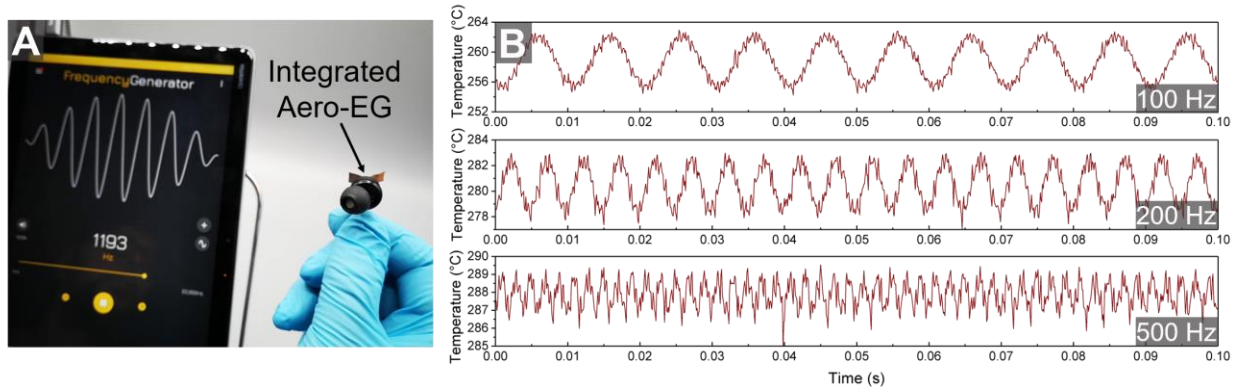 A
FrequencyGenerator
1193
Hz
Integrated
Aero-EG
B
Temperature (°C)
264
260
256
252
0.00 0.01 0.02 0.03 0.04 0.05 0.06 0.07 0.08 0.09 0.10
100 Hz
Temperature (°C)
284
282
280
278
0.00 0.01 0.02 0.03 0.04 0.05 0.06 0.07 0.08 0.09 0.10
200 Hz
Temperature (°C)
290
289
288
287
286
285
0.00 0.01 0.02 0.03 0.04 0.05 0.06 0.07 0.08 0.09 0.10
500 Hz
Time (s)